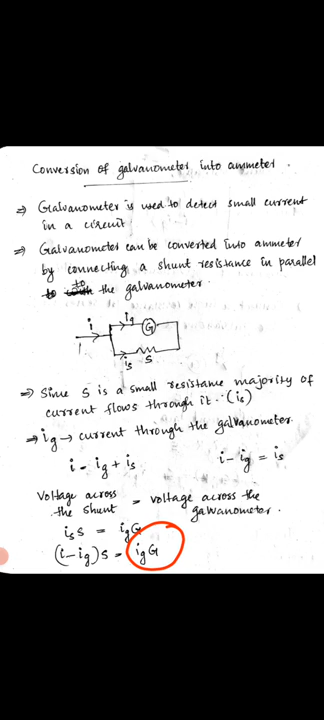 Conversion of galvanometer into ammeter.
⇒ Galvanometer is used to detect small current
in a circuit
⇒ Galvanometer can be converted into ammeter
by connecting a shunt resistance in parallel
to the galvanometer.
i
ig
G
is
S
⇒ Since S is a small resistance majority of
current flows through it. (is)
→ ig → current through the galvanometer.
i - ig + is    i - ig = is
Voltage across the shunt = voltage across the galvanometer.
isS = igG
(i-ig)S = igG